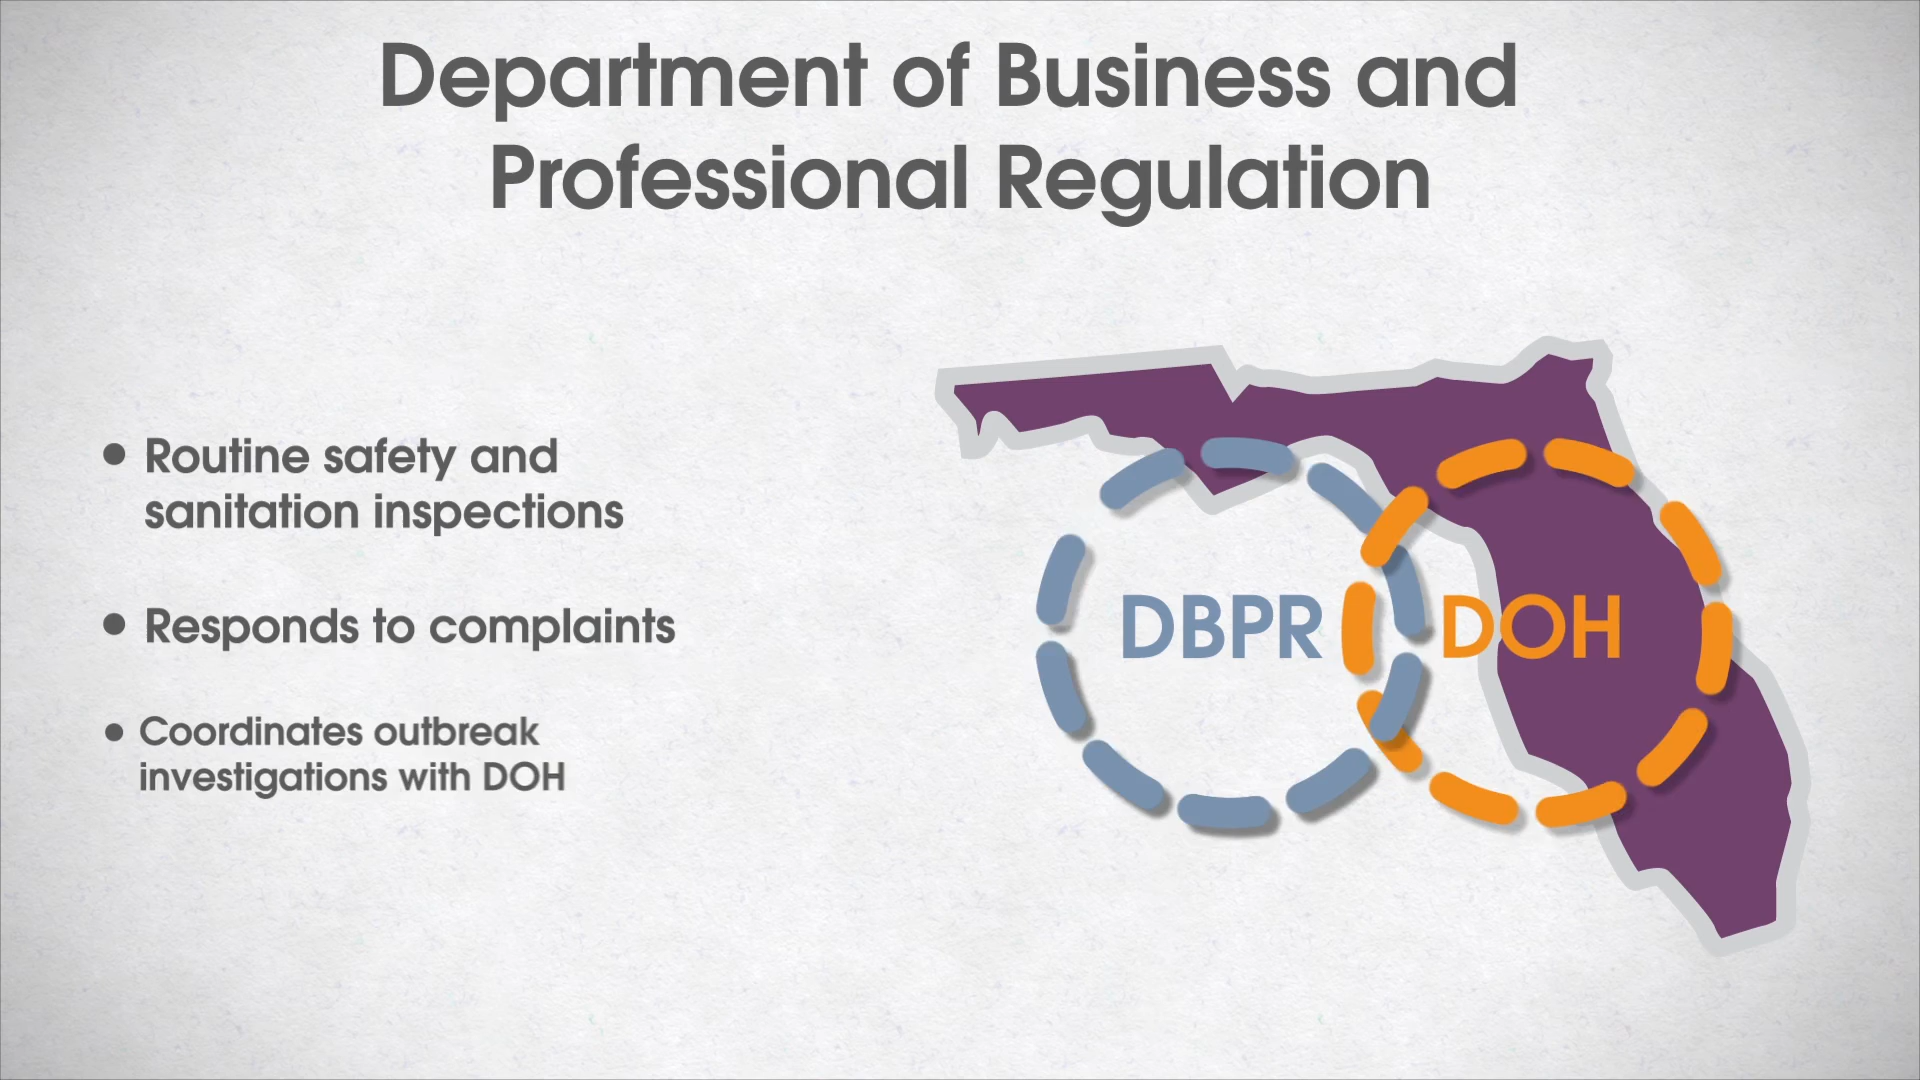 Department of Business and
Professional Regulation
• Routine safety and
sanitation inspections
• Responds to complaints
• Coordinates outbreak
investigations with DOH
DBPR
DOH